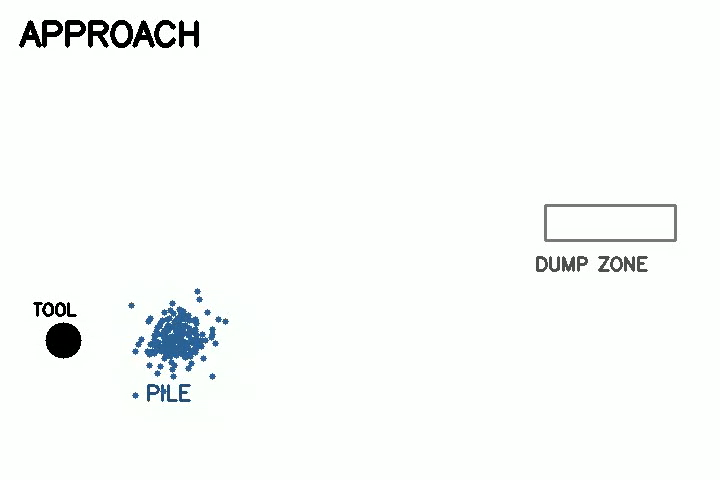 APPROACH
DUMP ZONE
TOOL
PILE